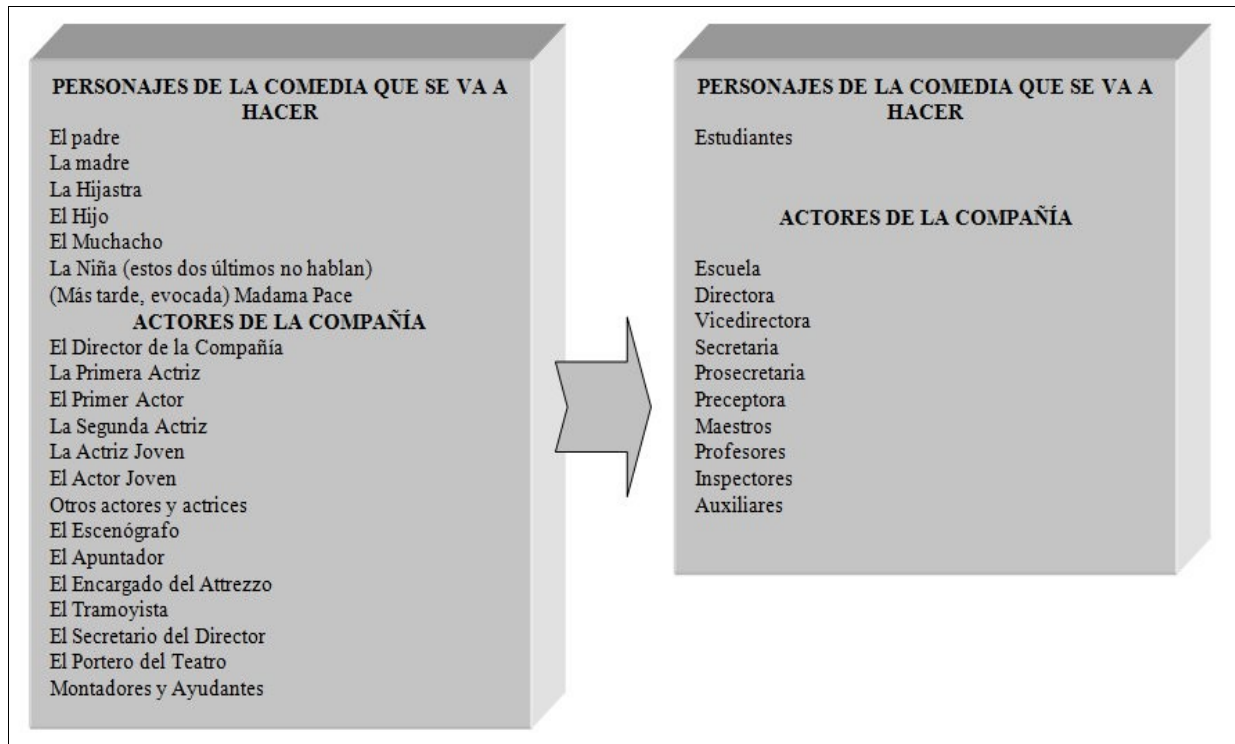 PERSONAJES DE LA COMEDIA QUE SE VA A
HACER
El padre
La madre
La Hijastra
El Hijo
El Muchacho
La Niña (estos dos últimos no hablan)
(Más tarde, evocada) Madama Pace
ACTORES DE LA COMPAÑÍA
El Director de la Compañía
La Primera Actriz
El Primer Actor
La Segunda Actriz
La Actriz Joven
El Actor Joven
Otros actores y actrices
El Escenógrafo
El Apuntador
El Encargado del Attrezzo
El Tramoyista
El Secretario del Director
El Portero del Teatro
Montadores y Ayudantes
PERSONAJES DE LA COMEDIA QUE SE VA A
HACER
Estudiantes
ACTORES DE LA COMPAÑÍA
Escuela
Directora
Vicedirectora
Secretaria
Prosecretaria
Preceptora
Maestros
Profesores
Inspectores
Auxiliares